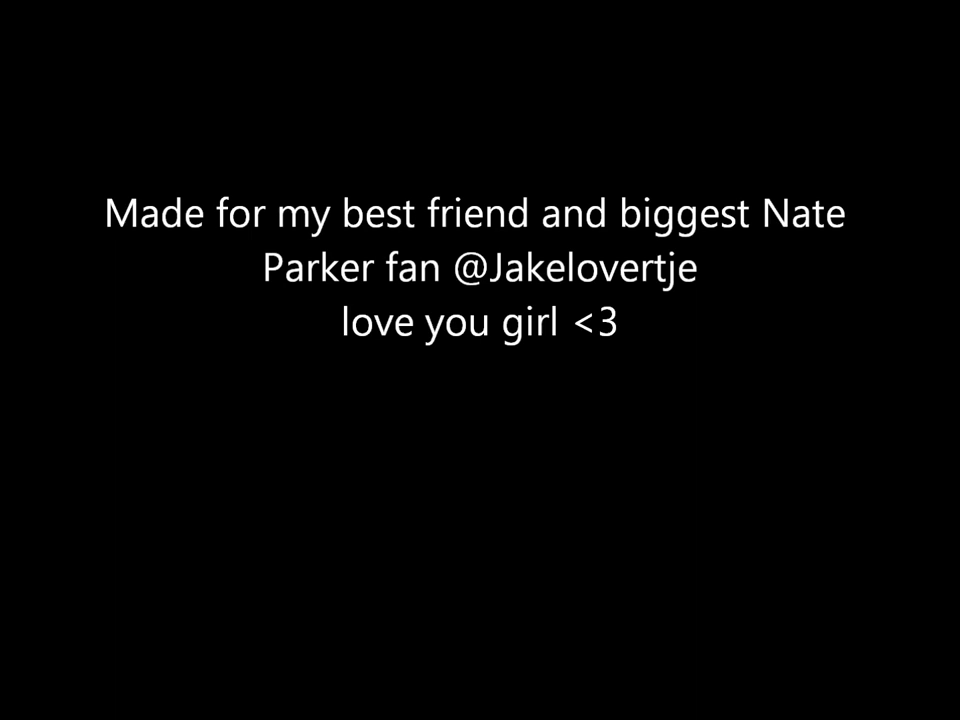 Made for my best friend and biggest Nate
Parker fan @Jakelovertje
love you girl <3